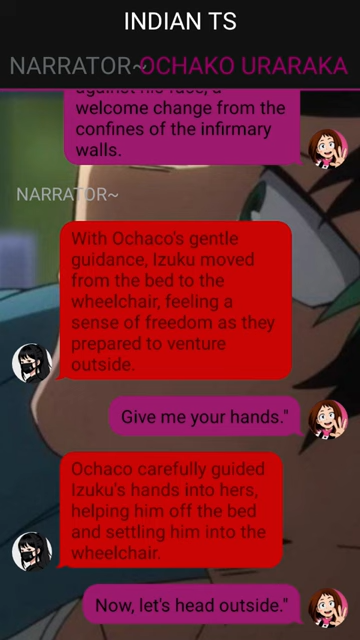 INDIAN TS
NARRATOR~OCHAKO URARAKA
against his face, a
welcome change from the
confines of the infirmary
walls.
NARRATOR~
With Ochaco's gentle
guidance, Izuku moved
from the bed to the
wheelchair, feeling a
sense of freedom as they
prepared to venture
outside.
Give me your hands."
Ochaco carefully guided
Izuku's hands into hers,
helping him off the bed
and settling him into the
wheelchair.
Now, let's head outside."